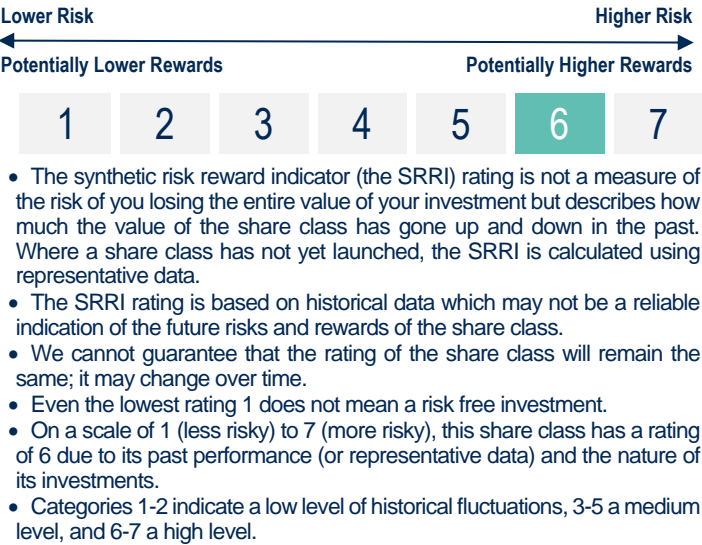 Lower Risk Higher Risk
Potentially Lower Rewards Potentially Higher Rewards
1 2 3 4 5 6 7
• The synthetic risk reward indicator (the SRRI) rating is not a measure of
the risk of you losing the entire value of your investment but describes how
much the value of the share class has gone up and down in the past.
Where a share class has not yet launched, the SRRI is calculated using
representative data.
• The SRRI rating is based on historical data which may not be a reliable
indication of the future risks and rewards of the share class.
• We cannot guarantee that the rating of the share class will remain the
same; it may change over time.
• Even the lowest rating 1 does not mean a risk free investment.
• On a scale of 1 (less risky) to 7 (more risky), this share class has a rating
of 6 due to its past performance (or representative data) and the nature of
its investments.
• Categories 1-2 indicate a low level of historical fluctuations, 3-5 a medium
level, and 6-7 a high level.